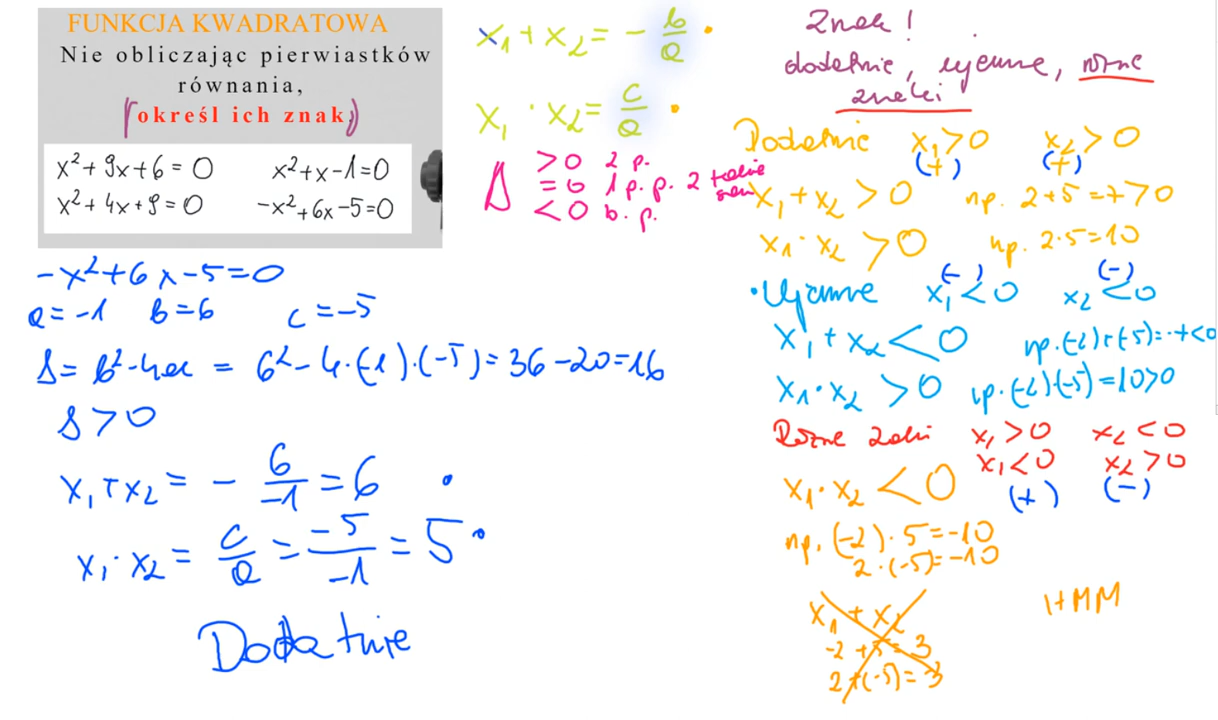 FUNKCJA KWADRATOWA
Nie obliczając pierwiastków
równania,
określ ich znak.
x²+9x+6=0 x²+x-1=0
x²+4x+9=0 -x²+6x-5=0
x₁+x₂=-b/a
x₁·x₂=c/a
Δ >0 2 p.
=0 1 p. p. 2 takie same
<0 b. p.
-x²+6x-5=0
a=-1 b=6 c=-5
Δ=b²-4ac=6²-4·(-1)·(-5)=36-20=16
Δ>0
x₁+x₂=-6/-1=6
x₁·x₂=c/a=-5/-1=5
Dodatnie
Znak!
dodatnie, ujemne, różne
znaki
Dodatnie x₁>0 x₂>0
(+) (+)
x₁+x₂>0 np. 2+5=7>0
x₁·x₂>0 np. 2·5=10
(-) (-)
·Ujemne x₁<0 x₂<0
x₁+x₂<0 np.(-2)+(-5)=-7<0
x₁·x₂>0 np.(-2)·(-5)=10>0
Różne znaki x₁>0 x₂<0
x₁<0 x₂>0
x₁·x₂<0 (+) (-)
np. (-2)·5=-10
2·(-5)=-10
x₁+x₂
-2+5=3
2+(-5)=3
HMM